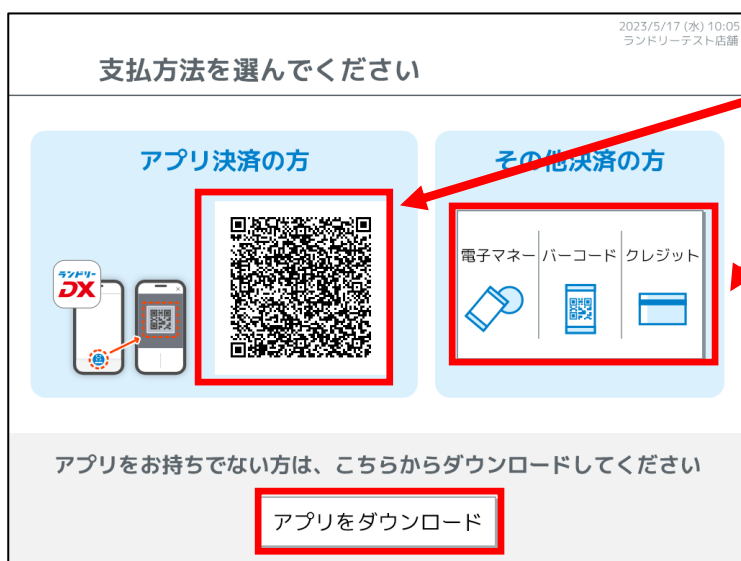 2023/5/17 (水) 10:05
ランドリーテスト店舗
支払方法を選んでください
アプリ決済の方
その他決済の方
ランドリー
DX
電子マネー
バーコード
クレジット
アプリをお持ちでない方は、こちらからダウンロードしてください
アプリをダウンロード